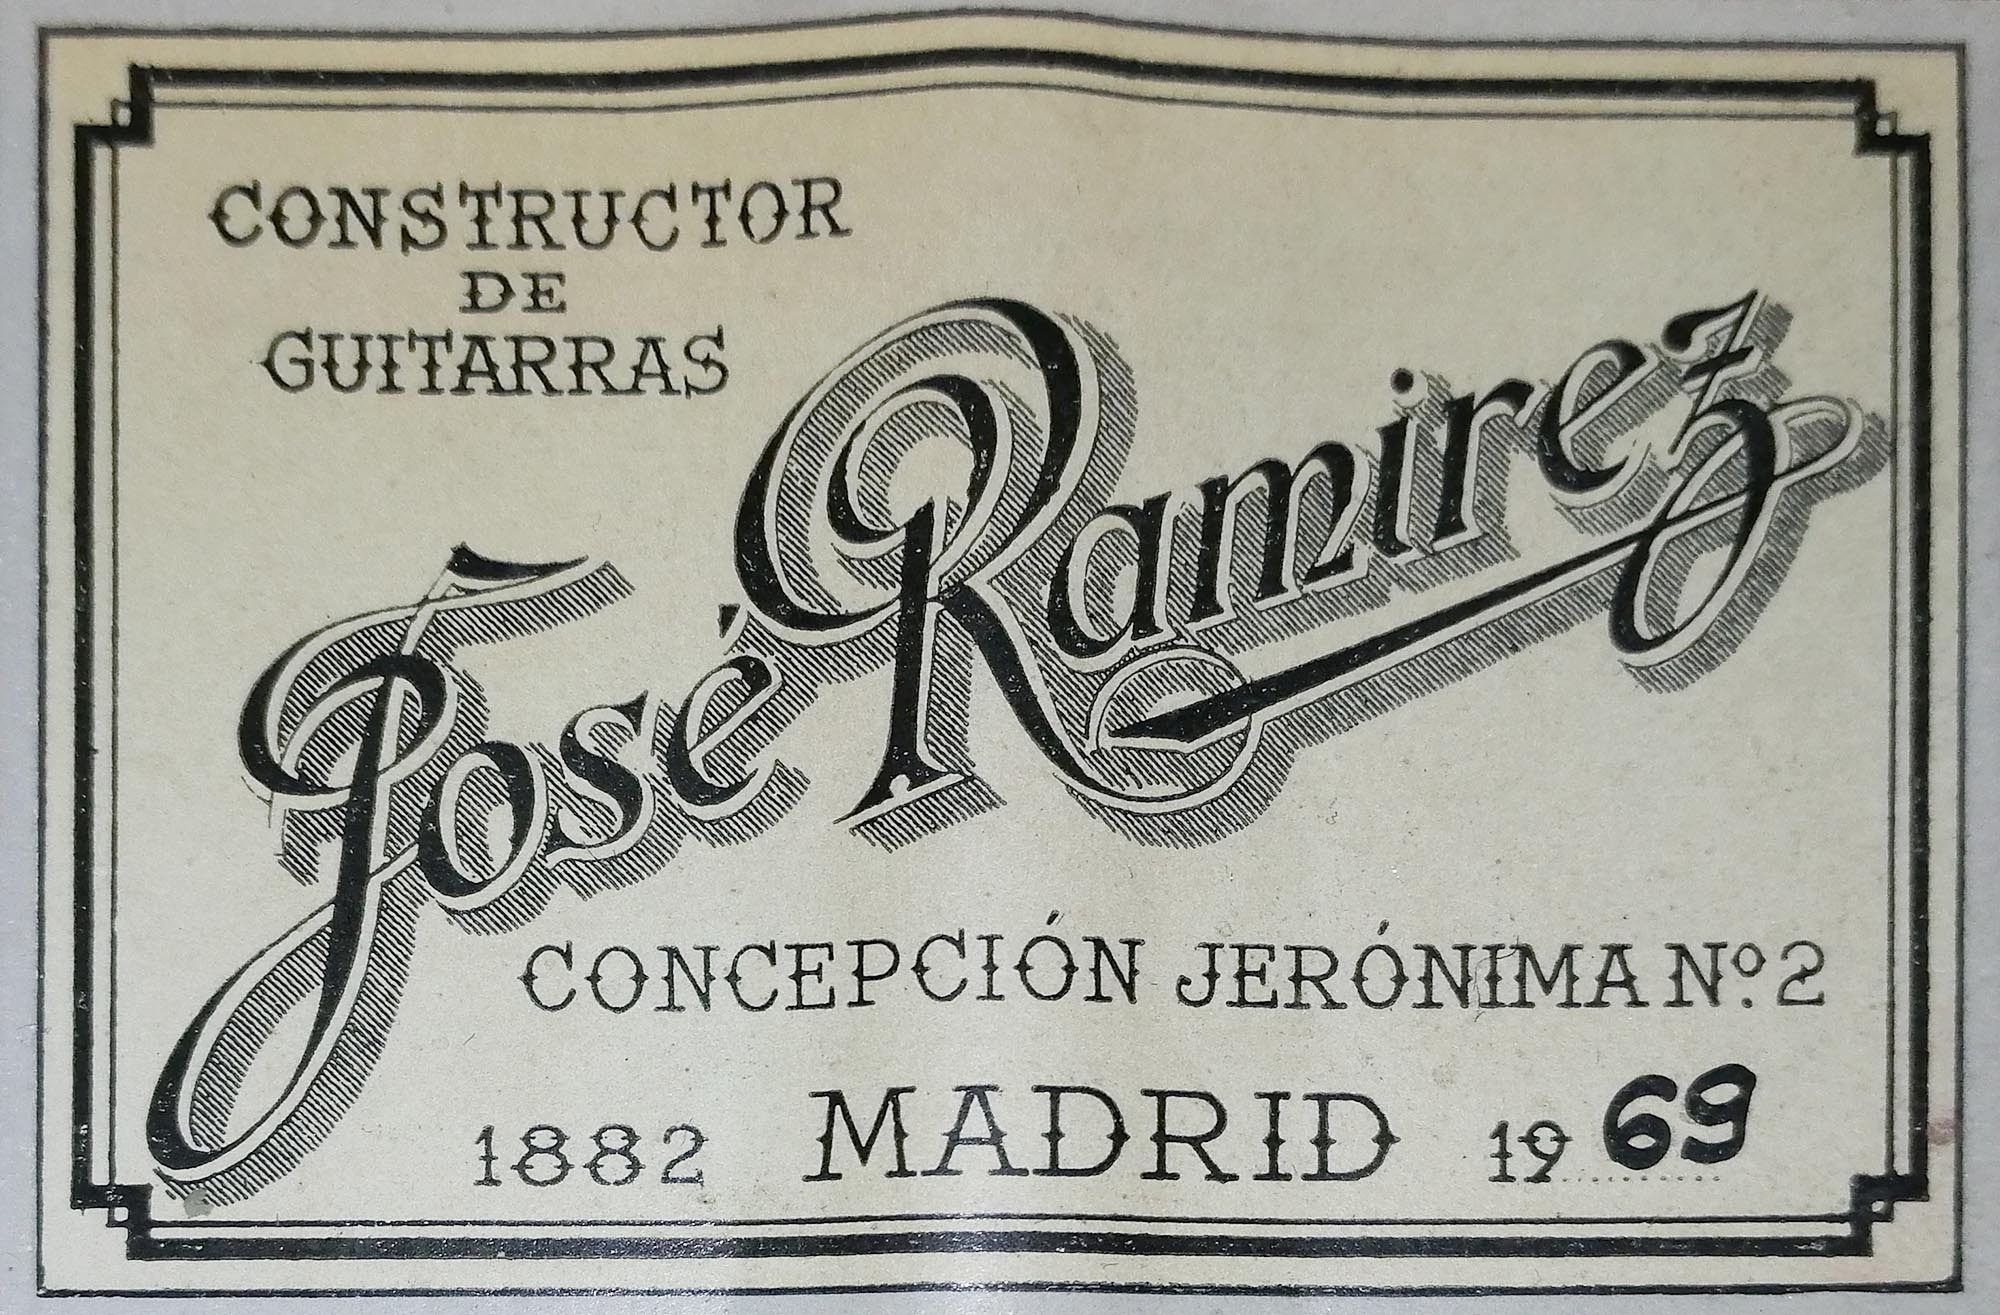 CONSTRUCTOR
DE
GUITARRAS
José Ramirez
CONCEPCIÓN JERÓNIMA Nº. 2
1882 MADRID 1969